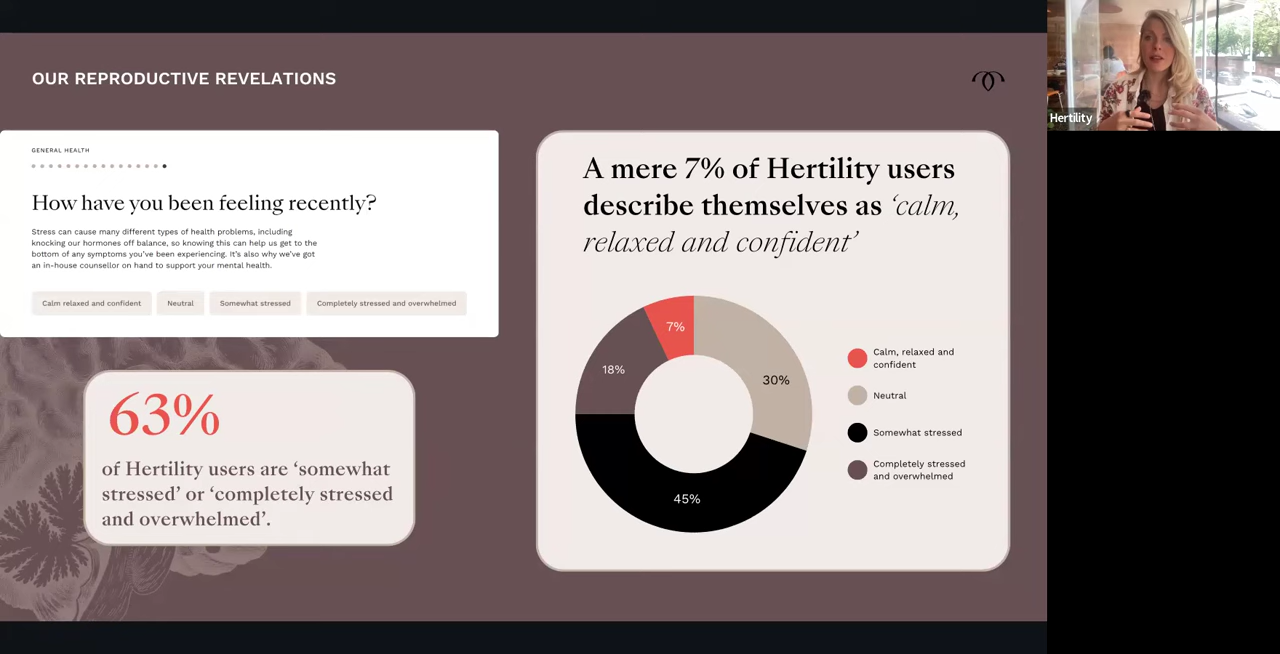 OUR REPRODUCTIVE REVELATIONS
GENERAL HEALTH
How have you been feeling recently?
Stress can cause many different types of health problems, including
knocking our hormones off balance, so knowing this can help us get to the
bottom of any symptoms you've been experiencing. It's also why we've got
an in-house counsellor on hand to support your mental health.
Calm relaxed and confident
Neutral
Somewhat stressed
Completely stressed and overwhelmed
63%
of Hertility users are ‘somewhat
stressed’ or ‘completely stressed
and overwhelmed’.
A mere 7% of Hertility users
describe themselves as ‘calm,
relaxed and confident’
7%
18%
30%
45%
Calm, relaxed and
confident
Neutral
Somewhat stressed
Completely stressed
and overwhelmed
Hertility